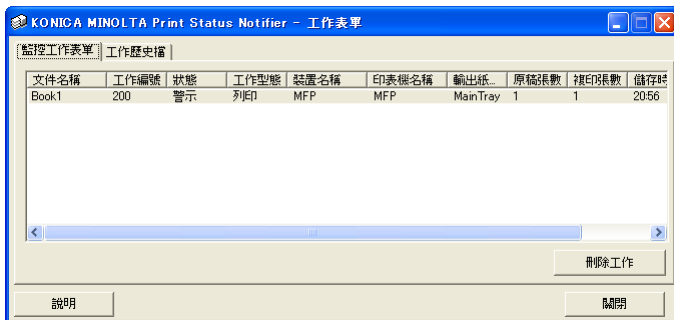 KONICA MINOLTA Print Status Notifier - 工作表單
監控工作表單 工作歷史檔
文件名稱 工作編號 狀態 工作型態 裝置名稱 印表機名稱 輸出紙... 原稿張數 複印張數 儲存時
Book1 200 警示 列印 MFP MFP MainTray 1 1 20:56
刪除工作
說明 關閉